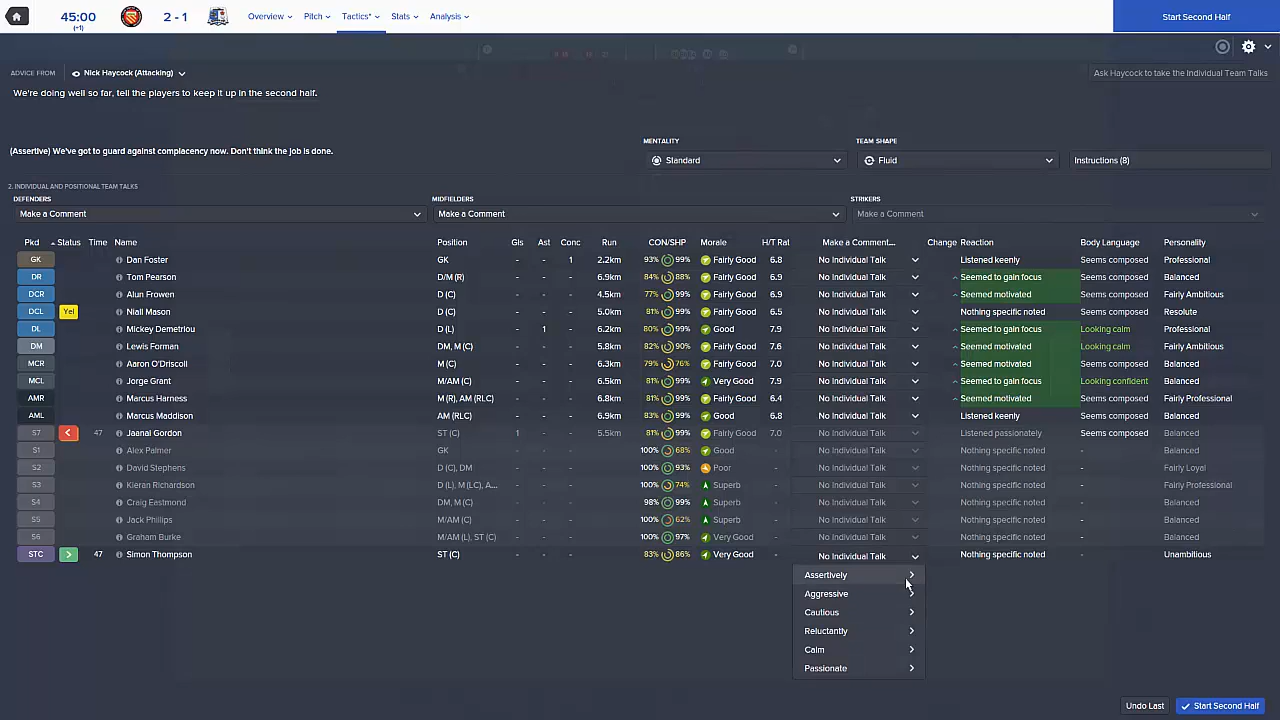 45:00 (+1) 2 - 1 Overview Pitch Tactics* Stats Analysis Start Second Half
ADVICE FROM Nick Haycock (Attacking) Ask Haycock to take the Individual Team Talks
We're doing well so far, tell the players to keep it up in the second half.
MENTALITY TEAM SHAPE
(Assertive) We've got to guard against complacency now. Don't think the job is done.
Standard Fluid Instructions (8)
2. INDIVIDUAL AND POSITIONAL TEAM TALKS
DEFENDERS MIDFIELDERS STRIKERS
Make a Comment Make a Comment Make a Comment
Pkd Status Time Name Position Gls Ast Conc Run CON/SHP Morale H/T Rat Make a Comment... Change Reaction Body Language Personality
GK Dan Foster GK - - 1 2.2km 93% 99% Fairly Good 6.8 No Individual Talk Listened keenly Seems composed Professional
DR Tom Pearson D/M (R) - - - 6.9km 84% 88% Fairly Good 6.9 No Individual Talk Seemed to gain focus Seems composed Balanced
DCR Alun Frowen D (C) - - - 4.5km 77% 99% Fairly Good 6.9 No Individual Talk Seemed motivated Seems composed Fairly Ambitious
DCL Yel Niall Mason D (C) - - - 5.0km 81% 99% Fairly Good 6.5 No Individual Talk Nothing specific noted Seems composed Resolute
DL Mickey Demetriou D (L) - 1 - 6.2km 80% 99% Good 7.9 No Individual Talk Seemed to gain focus Looking calm Professional
DM Lewis Forman DM, M (C) - - - 5.8km 82% 90% Fairly Good 7.6 No Individual Talk Seemed motivated Looking calm Fairly Ambitious
MCR Aaron O'Driscoll M (C) - - - 6.3km 79% 76% Fairly Good 7.0 No Individual Talk Seemed motivated Seems composed Balanced
MCL Jorge Grant M/AM (C) - - - 6.5km 81% 99% Very Good 7.9 No Individual Talk Seemed to gain focus Looking confident Balanced
AMR Marcus Harness M (R), AM (RLC) - - - 6.8km 81% 99% Fairly Good 6.4 No Individual Talk Seemed motivated Seems composed Fairly Professional
AML Marcus Maddison AM (RLC) - - - 6.9km 83% 99% Good 6.8 No Individual Talk Listened keenly Seems composed Balanced
S7 47 Jaanal Gordon ST (C) 1 - - 5.5km 81% 99% Fairly Good 7.0 No Individual Talk Listened passionately Seems composed Balanced
S1 Alex Palmer GK - - - 100% 68% Good - No Individual Talk Nothing specific noted - Balanced
S2 David Stephens D (C), DM - - - 100% 93% Poor - No Individual Talk Nothing specific noted - Fairly Loyal
S3 Kieran Richardson D (L), M (LC), A... - - - 100% 74% Superb - No Individual Talk Nothing specific noted - Fairly Professional
S4 Craig Eastmond DM, M (C) - - - 98% 99% Superb - No Individual Talk Nothing specific noted - Balanced
S5 Jack Phillips M/AM (C) - - - 100% 62% Superb - No Individual Talk Nothing specific noted - Balanced
S6 Graham Burke M/AM (L), ST (C) - - - 100% 97% Very Good - No Individual Talk Nothing specific noted - Balanced
STC 47 Simon Thompson ST (C) - - - 83% 86% Very Good - No Individual Talk Nothing specific noted - Unambitious
Assertively
Aggressive
Cautious
Reluctantly
Calm
Passionate
Undo Last Start Second Half